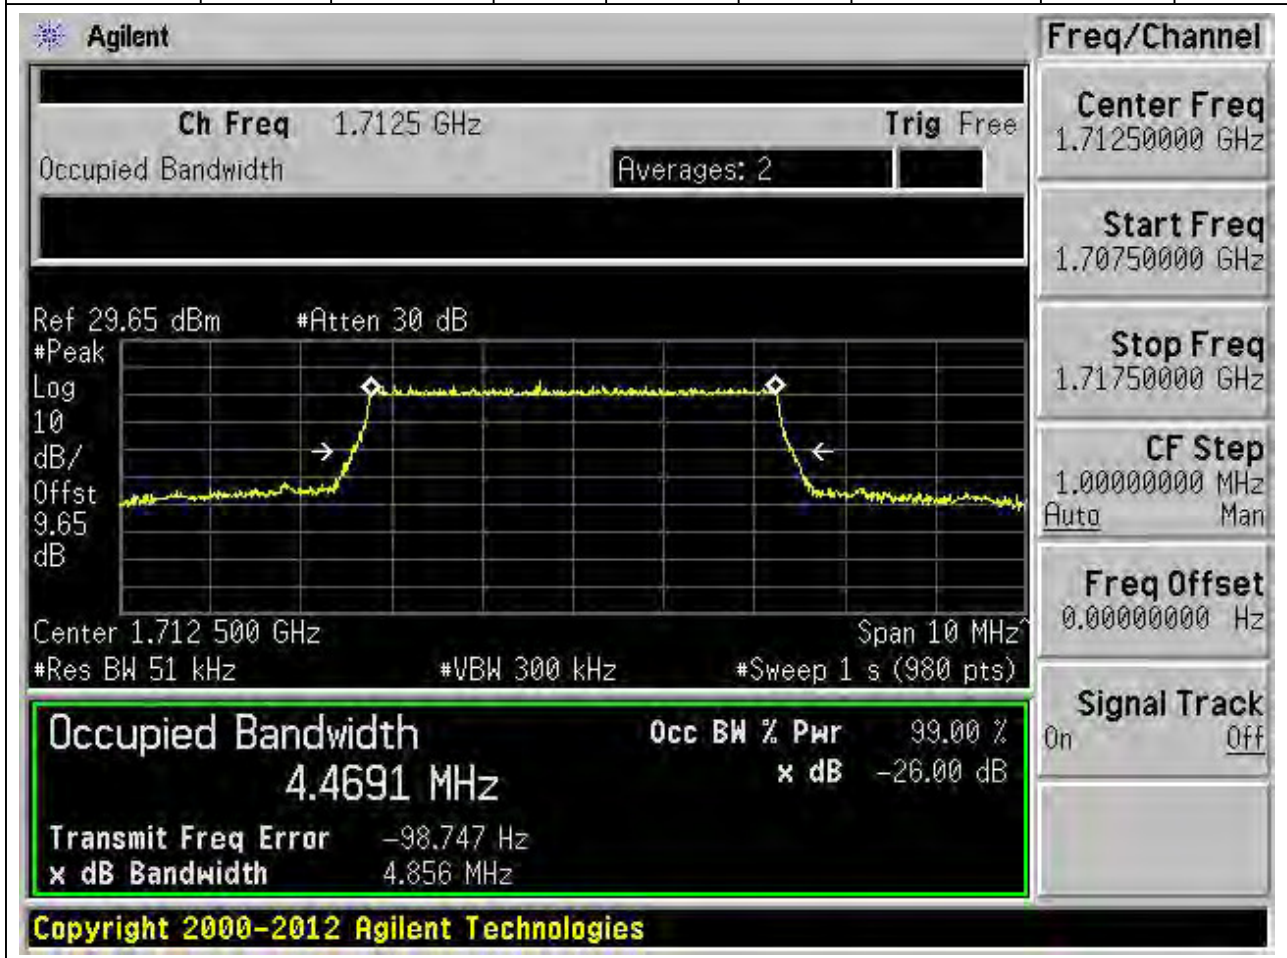 Agilent
Freq/Channel
Ch Freq 1.7125 GHz Trig Free
Occupied Bandwidth Averages: 2
Center Freq
1.71250000 GHz
Start Freq
1.70750000 GHz
Stop Freq
1.71750000 GHz
CF Step
1.00000000 MHz
Auto Man
Freq Offset
0.00000000 Hz
Signal Track
On Off
Ref 29.65 dBm #Atten 30 dB
#Peak
Log
10
dB/
Offst
9.65
dB
Center 1.712 500 GHz Span 10 MHz^
#Res BW 51 kHz #VBW 300 kHz #Sweep 1 s (980 pts)
Occupied Bandwidth Occ BW % Pwr 99.00 %
4.4691 MHz x dB -26.00 dB
Transmit Freq Error -98.747 Hz
x dB Bandwidth 4.856 MHz
Copyright 2000-2012 Agilent Technologies